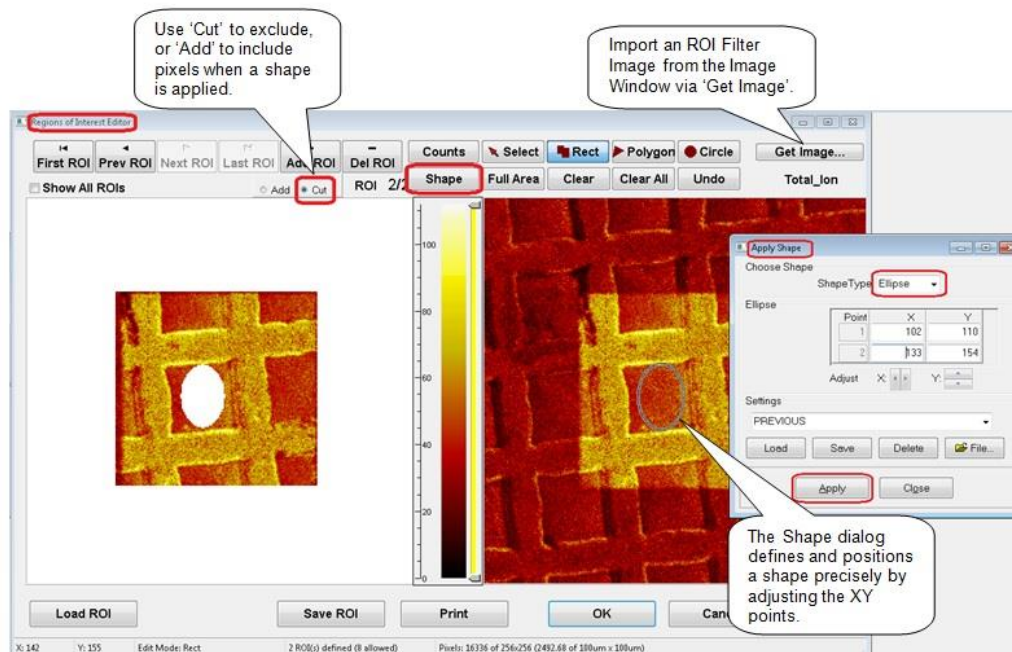 Use ‘Cut’ to exclude,
or ‘Add’ to include
pixels when a shape
is applied.
Import an ROI Filter
Image from the Image
Window via ‘Get Image’.
Regions of Interest Editor
First ROI Prev ROI Next ROI Last ROI Add ROI Del ROI Counts Select Rect Polygon Circle Get Image...
Show All ROIs Add Cut ROI 2/2 Shape Full Area Clear Clear All Undo Total_Ion
100
80
60
40
20
0
Apply Shape
Choose Shape
ShapeType Ellipse
Ellipse
Point X Y
1 102 110
2 133 154
Adjust X: Y:
Settings
PREVIOUS
Load Save Delete File...
Apply Close
The Shape dialog
defines and positions
a shape precisely by
adjusting the XY
points.
Load ROI Save ROI Print OK
X: 142 Y: 155 Edit Mode: Rect 2 ROI(s) defined (8 allowed) Pixels: 16336 of 256x256 (2492.68 of 100um x 100um)